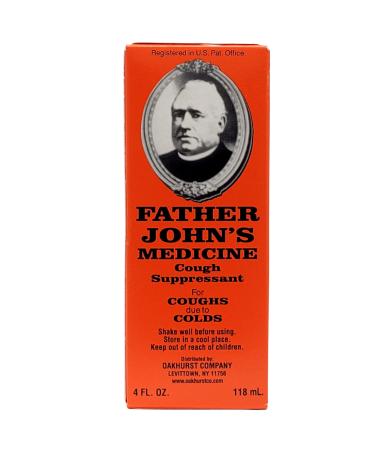 Registered in U.S. Pat. Office.
FATHER
JOHN'S
MEDICINE
Cough
Suppressant
For
COUGHS
due to
COLDS
Shake well before using.
Store in a cool place.
Keep out of reach of children.
Distributed by:
OAKHURST COMPANY
LEVITTOWN, NY 11756
www.oakhurstco.com
4 FL. OZ. 118 mL.